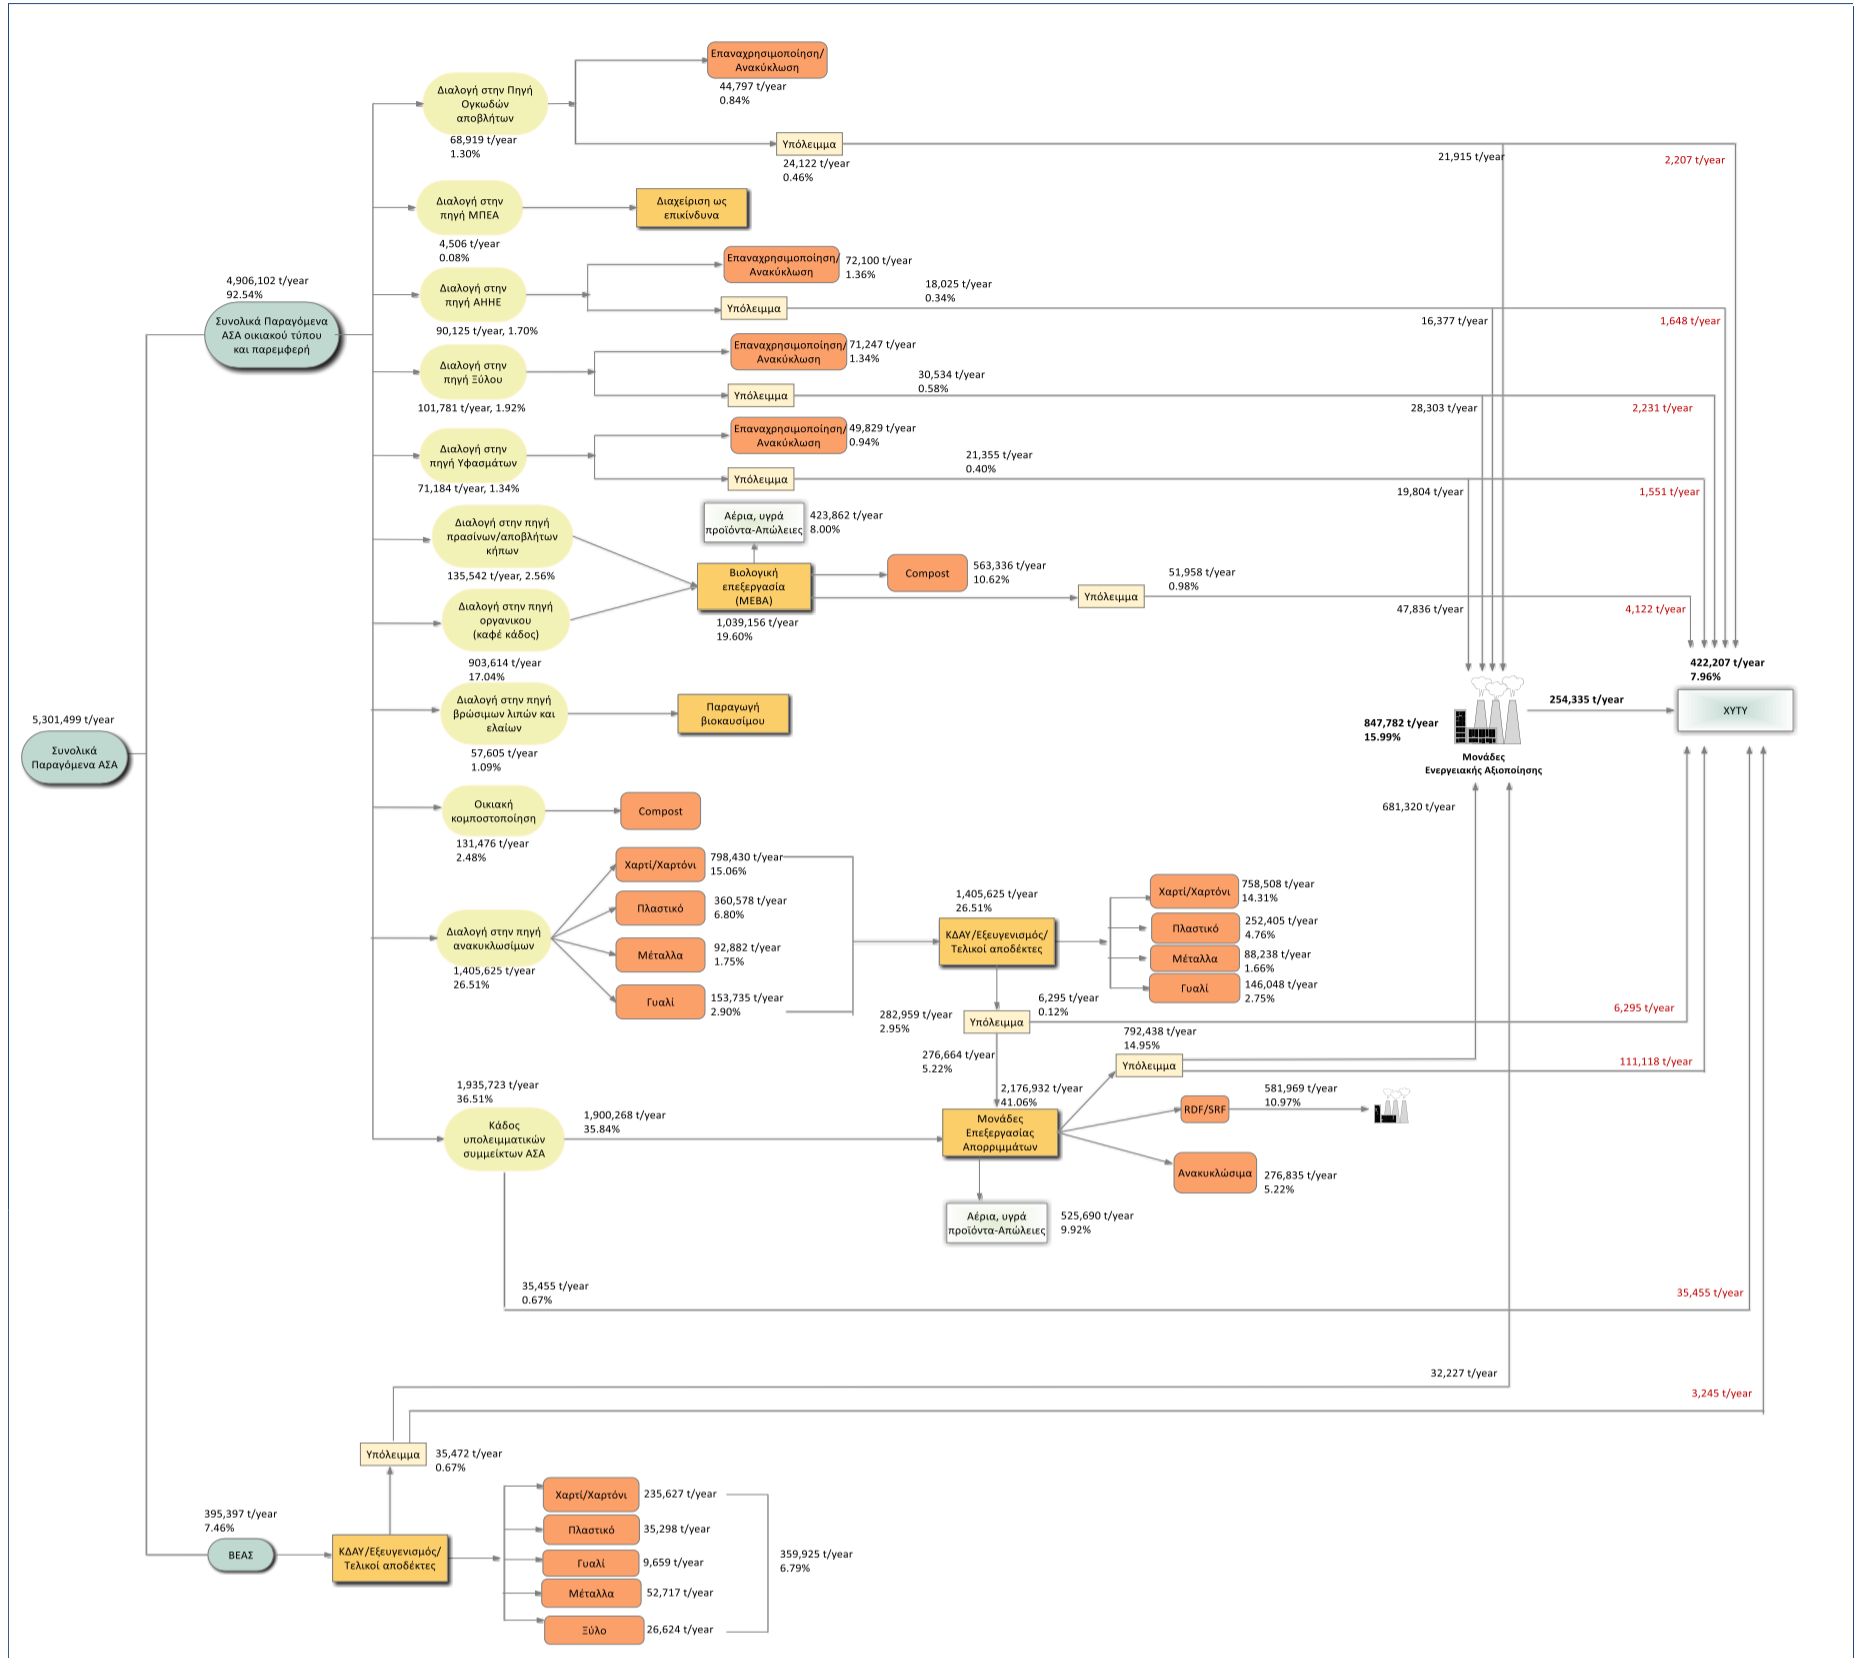 Επαναχρησιμοποίηση/
Ανακύκλωση
44,797 t/year
0.84%
Διαλογή στην Πηγή
Ογκωδών
αποβλήτων
68,919 t/year
1.30%
Υπόλειμμα
24,122 t/year
0.46%
21,915 t/year
2,207 t/year
Διαλογή στην
πηγή ΜΠΕΑ
4,506 t/year
0.08%
Διαχείριση ως
επικίνδυνα
4,906,102 t/year
92.54%
Συνολικά Παραγόμενα
ΑΣΑ οικιακού τύπου
και παρεμφερή
Διαλογή στην
πηγή ΑΗΗΕ
90,125 t/year, 1.70%
Επαναχρησιμοποίηση/
Ανακύκλωση
72,100 t/year
1.36%
Υπόλειμμα
18,025 t/year
0.34%
16,377 t/year
1,648 t/year
Διαλογή στην
πηγή Ξύλου
101,781 t/year, 1.92%
Επαναχρησιμοποίηση/
Ανακύκλωση
71,247 t/year
1.34%
Υπόλειμμα
30,534 t/year
0.58%
28,303 t/year
2,231 t/year
Διαλογή στην
πηγή Υφασμάτων
71,184 t/year, 1.34%
Επαναχρησιμοποίηση/
Ανακύκλωση
49,829 t/year
0.94%
Υπόλειμμα
21,355 t/year
0.40%
19,804 t/year
1,551 t/year
Διαλογή στην πηγή
πρασίνων/αποβλήτων
κήπων
135,542 t/year, 2.56%
Αέρια, υγρά
προϊόντα-Απώλειες
423,862 t/year
8.00%
Βιολογική
επεξεργασία
(ΜΕΒΑ)
1,039,156 t/year
19.60%
Compost
563,336 t/year
10.62%
Υπόλειμμα
51,958 t/year
0.98%
47,836 t/year
4,122 t/year
Διαλογή στην πηγή
οργανικου
(καφέ κάδος)
903,614 t/year
17.04%
422,207 t/year
7.96%
ΧΥΤΥ
254,335 t/year
847,782 t/year
15.99%
Μονάδες
Ενεργειακής Αξιοποίησης
Διαλογή στην πηγή
βρώσιμων λιπών και
ελαίων
57,605 t/year
1.09%
Παραγωγή
βιοκαυσίμου
5,301,499 t/year
Συνολικά
Παραγόμενα ΑΣΑ
Οικιακή
κομποστοποίηση
131,476 t/year
2.48%
Compost
681,320 t/year
Διαλογή στην πηγή
ανακυκλωσίμων
1,405,625 t/year
26.51%
Χαρτί/Χαρτόνι
798,430 t/year
15.06%
Πλαστικό
360,578 t/year
6.80%
Μέταλλα
92,882 t/year
1.75%
Γυαλί
153,735 t/year
2.90%
1,405,625 t/year
26.51%
ΚΔΑΥ/Εξευγενισμός/
Τελικοί αποδέκτες
Χαρτί/Χαρτόνι
758,508 t/year
14.31%
Πλαστικό
252,405 t/year
4.76%
Μέταλλα
88,238 t/year
1.66%
Γυαλί
146,048 t/year
2.75%
282,959 t/year
2.95%
Υπόλειμμα
6,295 t/year
0.12%
6,295 t/year
276,664 t/year
5.22%
792,438 t/year
14.95%
Υπόλειμμα
111,118 t/year
1,935,723 t/year
36.51%
Κάδος
υπολειμματικών
συμμείκτων ΑΣΑ
1,900,268 t/year
35.84%
2,176,932 t/year
41.06%
Μονάδες
Επεξεργασίας
Απορριμμάτων
RDF/SRF
581,969 t/year
10.97%
Ανακυκλώσιμα
276,835 t/year
5.22%
Αέρια, υγρά
προϊόντα-Απώλειες
525,690 t/year
9.92%
35,455 t/year
0.67%
35,455 t/year
32,227 t/year
3,245 t/year
Υπόλειμμα
35,472 t/year
0.67%
395,397 t/year
7.46%
ΒΕΑΣ
ΚΔΑΥ/Εξευγενισμός/
Τελικοί αποδέκτες
Χαρτί/Χαρτόνι
235,627 t/year
Πλαστικό
35,298 t/year
Γυαλί
9,659 t/year
Μέταλλα
52,717 t/year
Ξύλο
26,624 t/year
359,925 t/year
6.79%